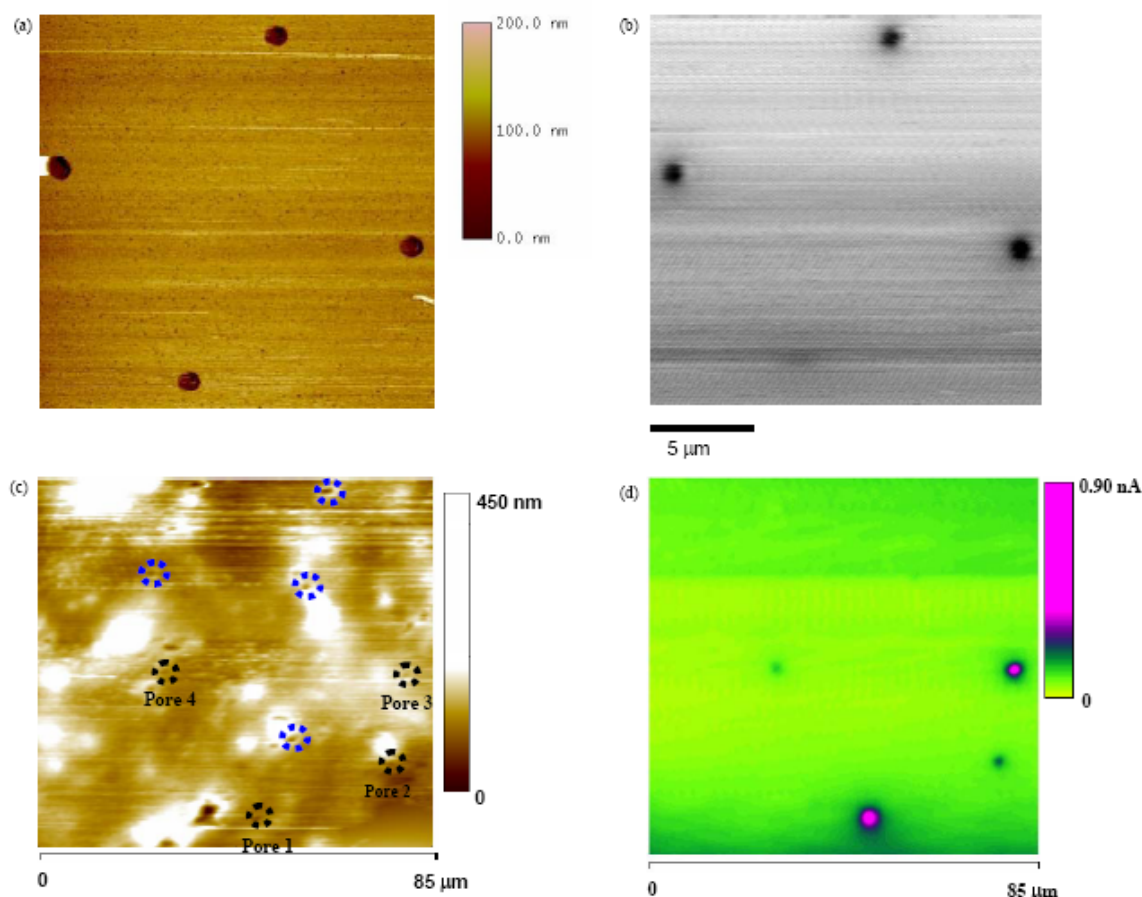 (a)
200.0 nm
100.0 nm
0.0 nm
(b)
5 μm
(c)
450 nm
0
Pore 4
Pore 3
Pore 2
Pore 1
0
85 μm
(d)
0.90 nA
0
0
85 μm